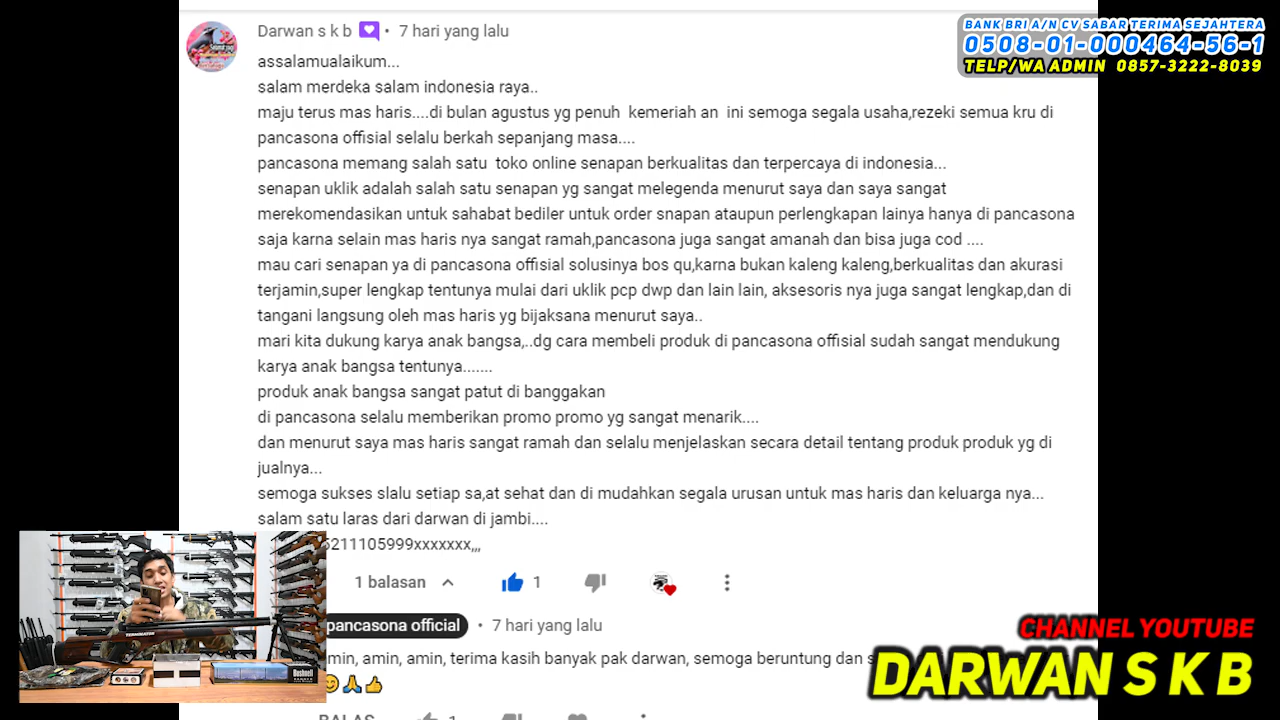 Darwan s k b • 7 hari yang lalu
BANK BRI A/N CV SABAR TERIMA SEJAHTERA
0508-01-000464-56-1
TELP/WA ADMIN 0857-3222-8039
assalamualaikum...
salam merdeka salam indonesia raya..
maju terus mas haris....di bulan agustus yg penuh kemeriah an ini semoga segala usaha,rezeki semua kru di
pancasona offisial selalu berkah sepanjang masa....
pancasona memang salah satu toko online senapan berkualitas dan terpercaya di indonesia...
senapan uklik adalah salah satu senapan yg sangat melegenda menurut saya dan saya sangat
merekomendasikan untuk sahabat bediler untuk order snapan ataupun perlengkapan lainya hanya di pancasona
saja karna selain mas haris nya sangat ramah,pancasona juga sangat amanah dan bisa juga cod ....
mau cari senapan ya di pancasona offisial solusinya bos qu,karna bukan kaleng kaleng,berkualitas dan akurasi
terjamin,super lengkap tentunya mulai dari uklik pcp dwp dan lain lain, aksesoris nya juga sangat lengkap,dan di
tangani langsung oleh mas haris yg bijaksana menurut saya..
mari kita dukung karya anak bangsa,..dg cara membeli produk di pancasona offisial sudah sangat mendukung
karya anak bangsa tentunya.......
produk anak bangsa sangat patut di banggakan
di pancasona selalu memberikan promo promo yg sangat menarik....
dan menurut saya mas haris sangat ramah dan selalu menjelaskan secara detail tentang produk produk yg di
jualnya...
semoga sukses slalu setiap sa,at sehat dan di mudahkan segala urusan untuk mas haris dan keluarga nya...
salam satu laras dari darwan di jambi....
211105999xxxxxxx,,,
1 balasan 1
pancasona official • 7 hari yang lalu
min, amin, amin, terima kasih banyak pak darwan, semoga beruntung dan s
😊🙏👍
BALAS 1
TERMINATOR
Bushnell
CHANNEL YOUTUBE
DARWAN S K B